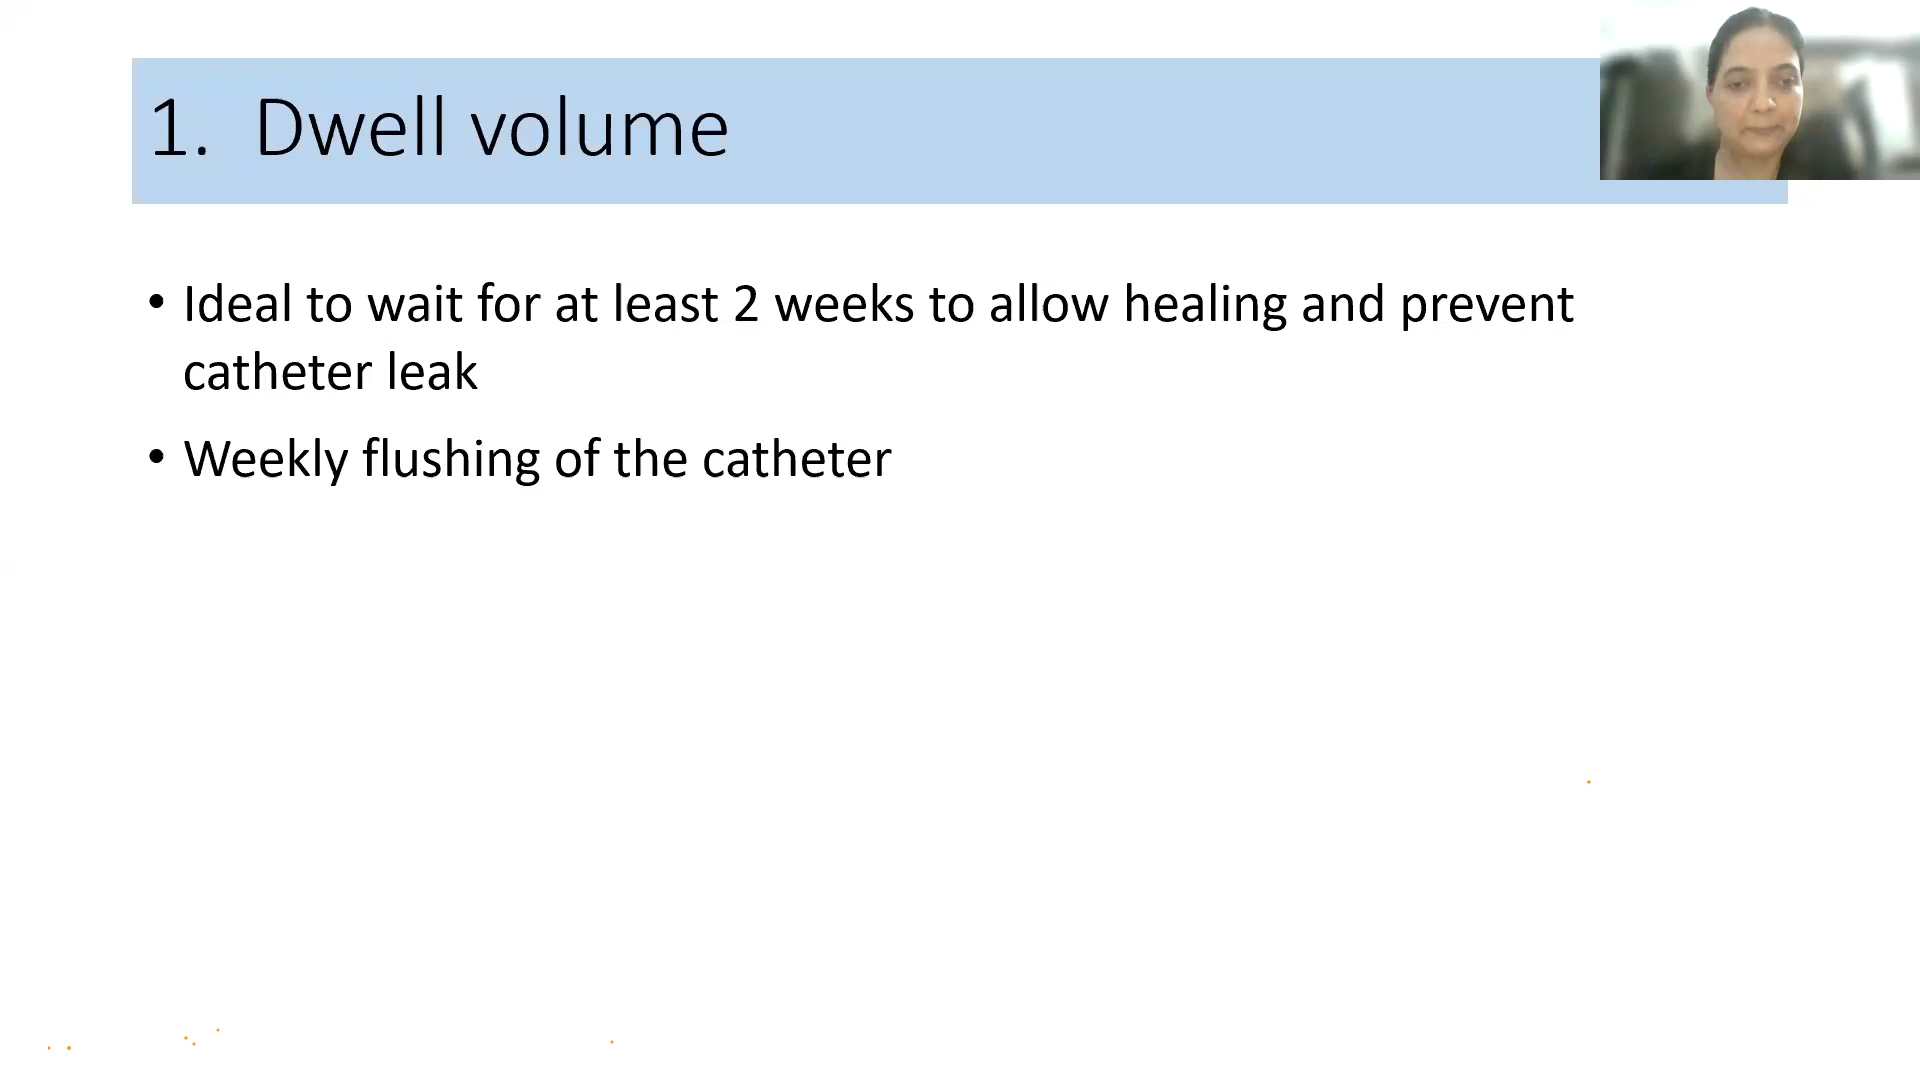 1. Dwell volume
• Ideal to wait for at least 2 weeks to allow healing and prevent
catheter leak
• Weekly flushing of the catheter